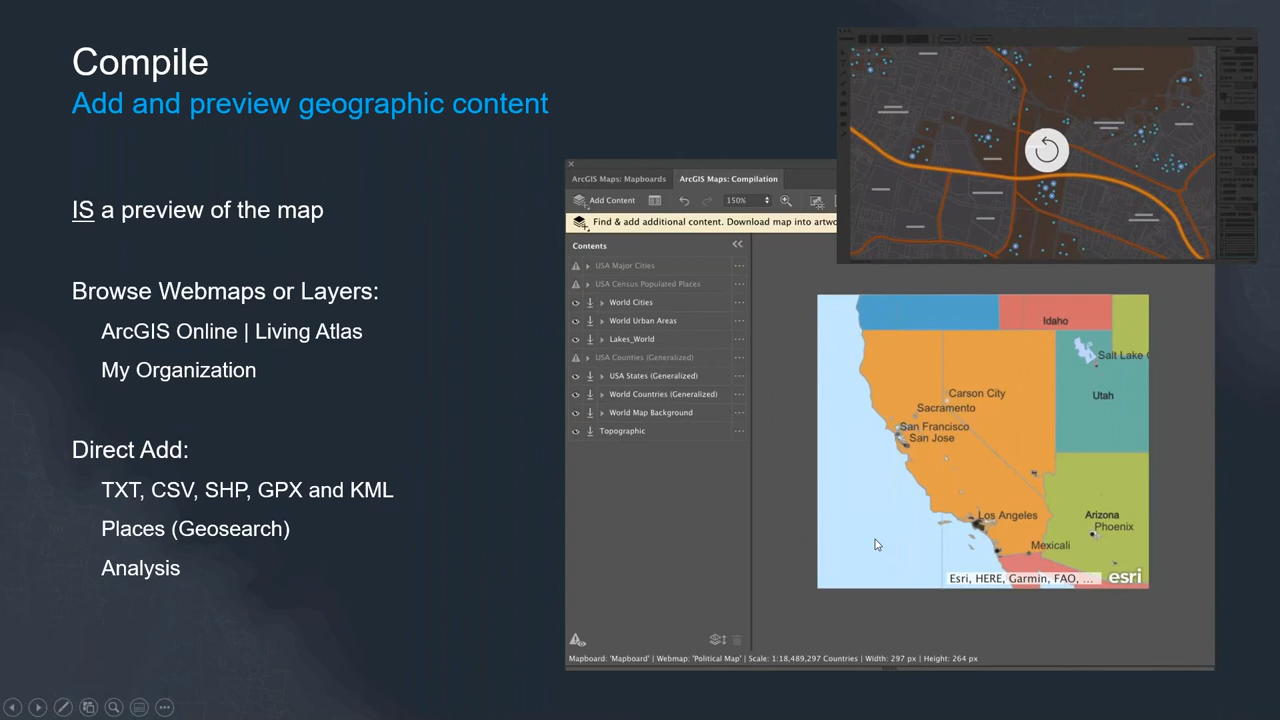 Compile
Add and preview geographic content
IS a preview of the map
Browse Webmaps or Layers:
ArcGIS Online | Living Atlas
My Organization
Direct Add:
TXT, CSV, SHP, GPX and KML
Places (Geosearch)
Analysis
ArcGIS Maps: Mapboards
ArcGIS Maps: Compilation
Add Content
150%
Find & add additional content. Download map into artwo
Contents
USA Major Cities
USA Census Populated Places
World Cities
World Urban Areas
Lakes_World
USA Counties (Generalized)
USA States (Generalized)
World Countries (Generalized)
World Map Background
Topographic
Idaho
Salt Lake C
Utah
Carson City
Sacramento
San Francisco
San Jose
Los Angeles
Arizona
Phoenix
Mexicali
Esri, HERE, Garmin, FAO, ...
esri
Mapboard: 'Mapboard' | Webmap: 'Political Map' | Scale: 1:18,489,297 Countries | Width: 297 px | Height: 264 px